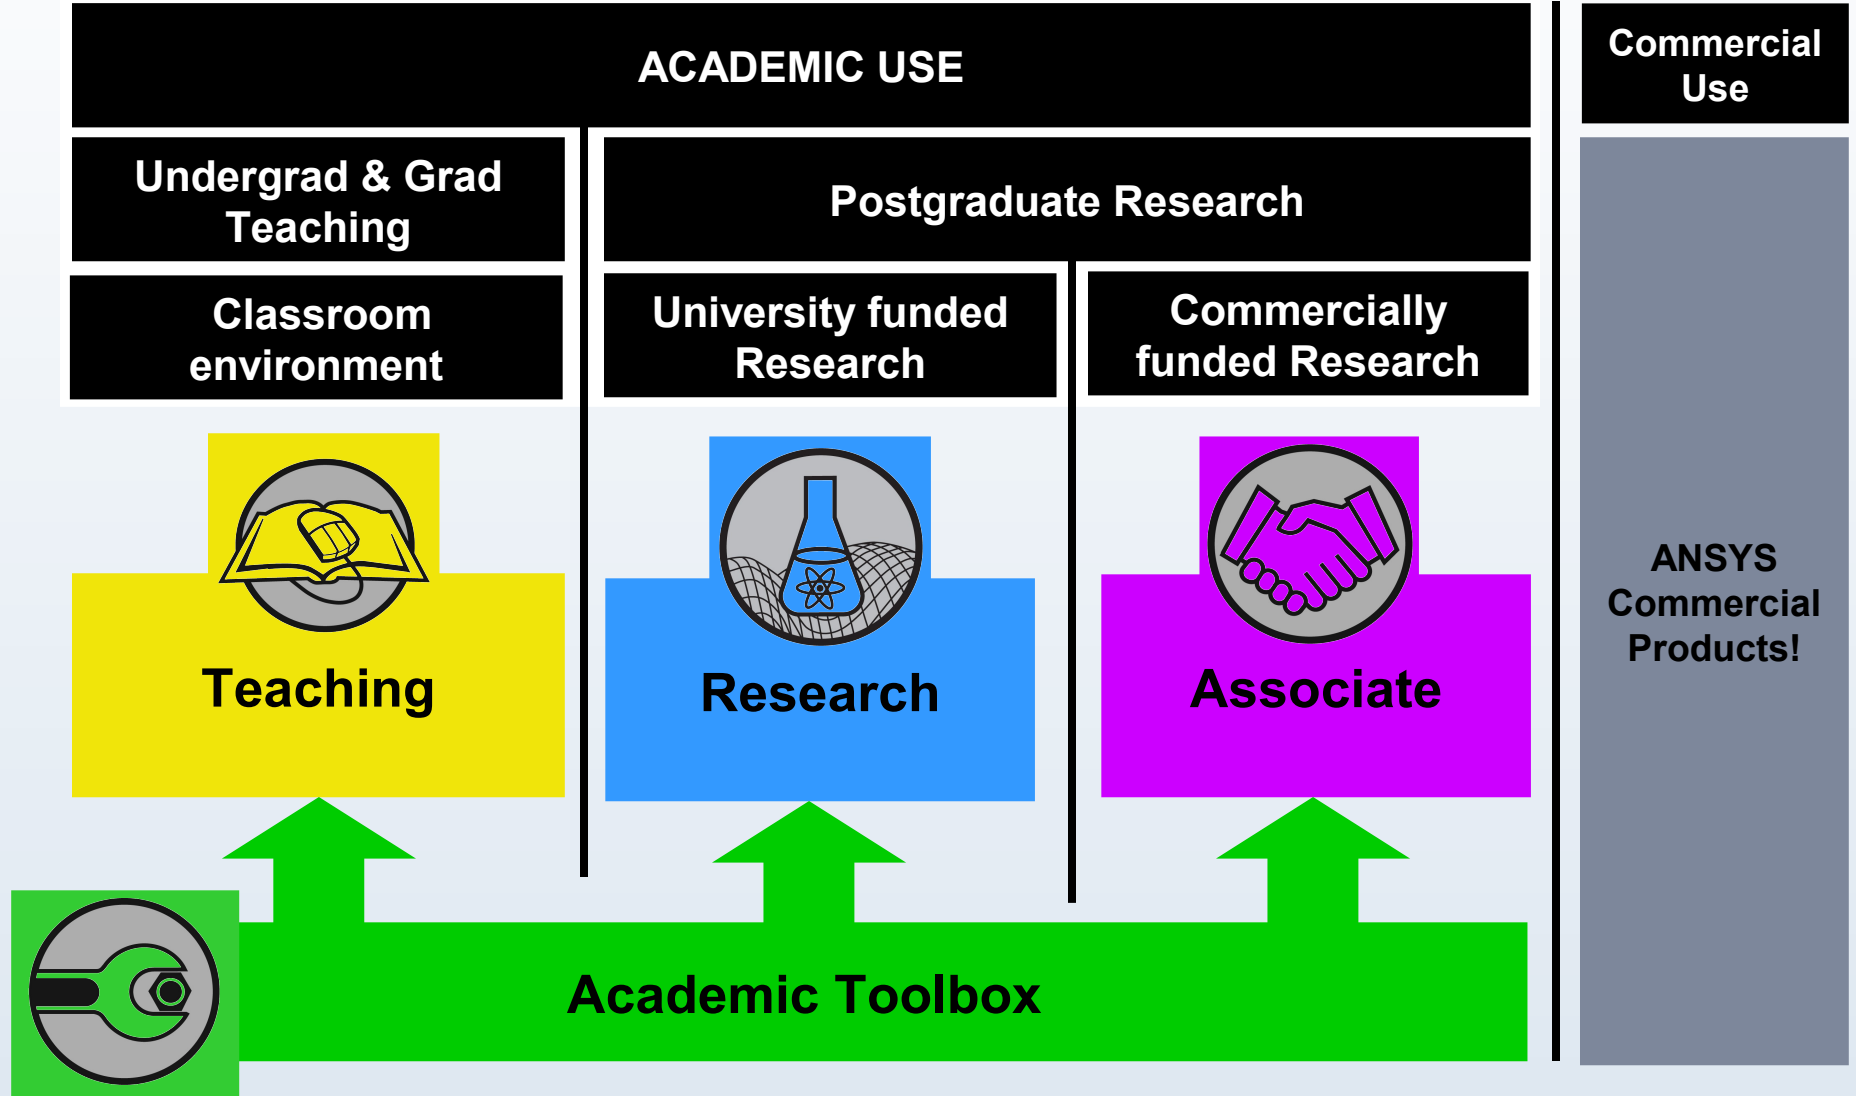 ACADEMIC USE
Commercial
Use
Undergrad & Grad
Teaching
Postgraduate Research
Classroom
environment
University funded
Research
Commercially
funded Research
Teaching
Research
Associate
ANSYS
Commercial
Products!
Academic Toolbox